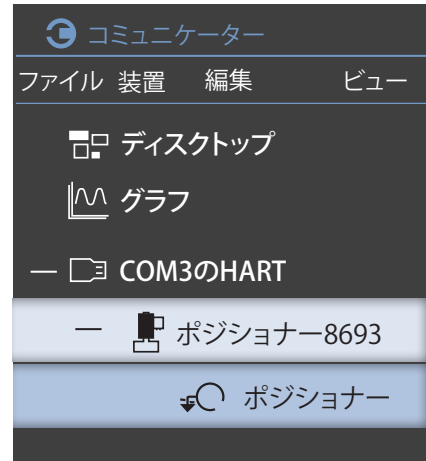 コミュニケーター
ファイル 装置 編集 ビュー
ディスクトップ
グラフ
COM3のHART
ポジショナー8693
ポジショナー